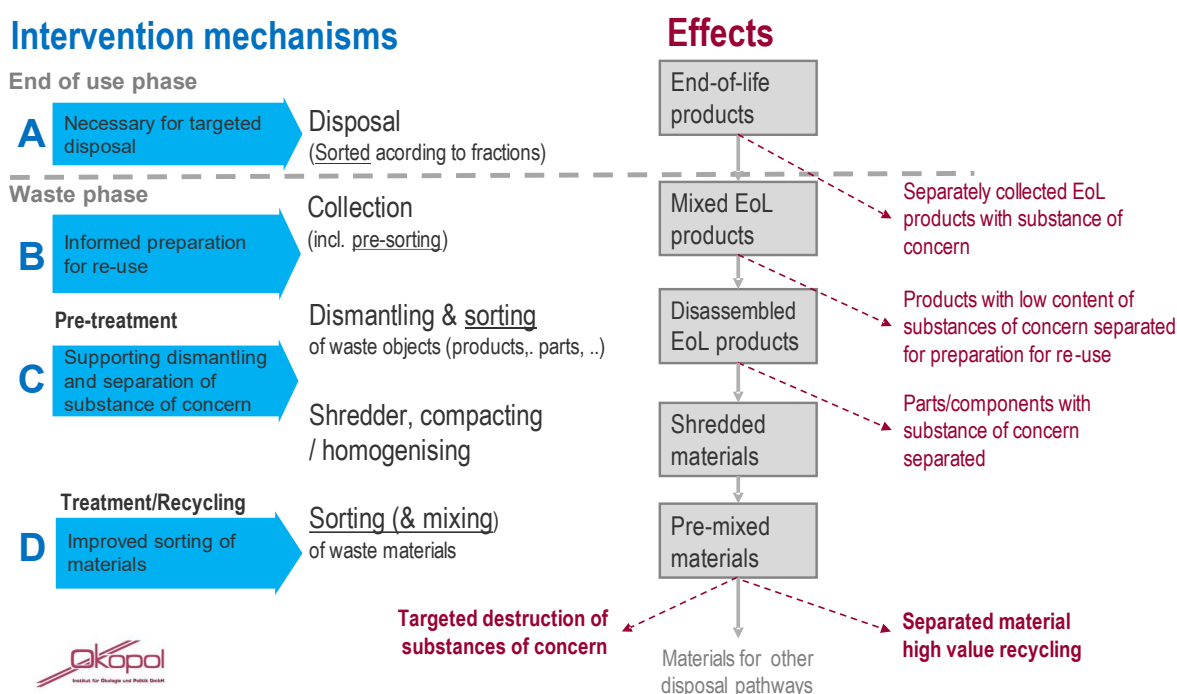 Intervention mechanisms
Effects
End of use phase
A
Necessary for targeted
disposal
Disposal
(Sorted acording to fractions)
End-of-life
products
Waste phase
B
Informed preparation
for re-use
Collection
(incl. pre-sorting)
Mixed EoL
products
Separately collected EoL
products with substance of
concern
Pre-treatment
C
Supporting dismantling
and separation of
substance of concern
Dismantling & sorting
of waste objects (products,. parts, ..)
Disassembled
EoL products
Products with low content of
substances of concern separated
for preparation for re-use
Shredder, compacting
/ homogenising
Shredded
materials
Parts/components with
substance of concern
separated
Treatment/Recycling
D
Improved sorting of
materials
Sorting (& mixing)
of waste materials
Pre-mixed
materials
Targeted destruction of
substances of concern
Separated material
high value recycling
Materials for other
disposal pathways
Ökopol
Institut für Ökologie und Politik GmbH